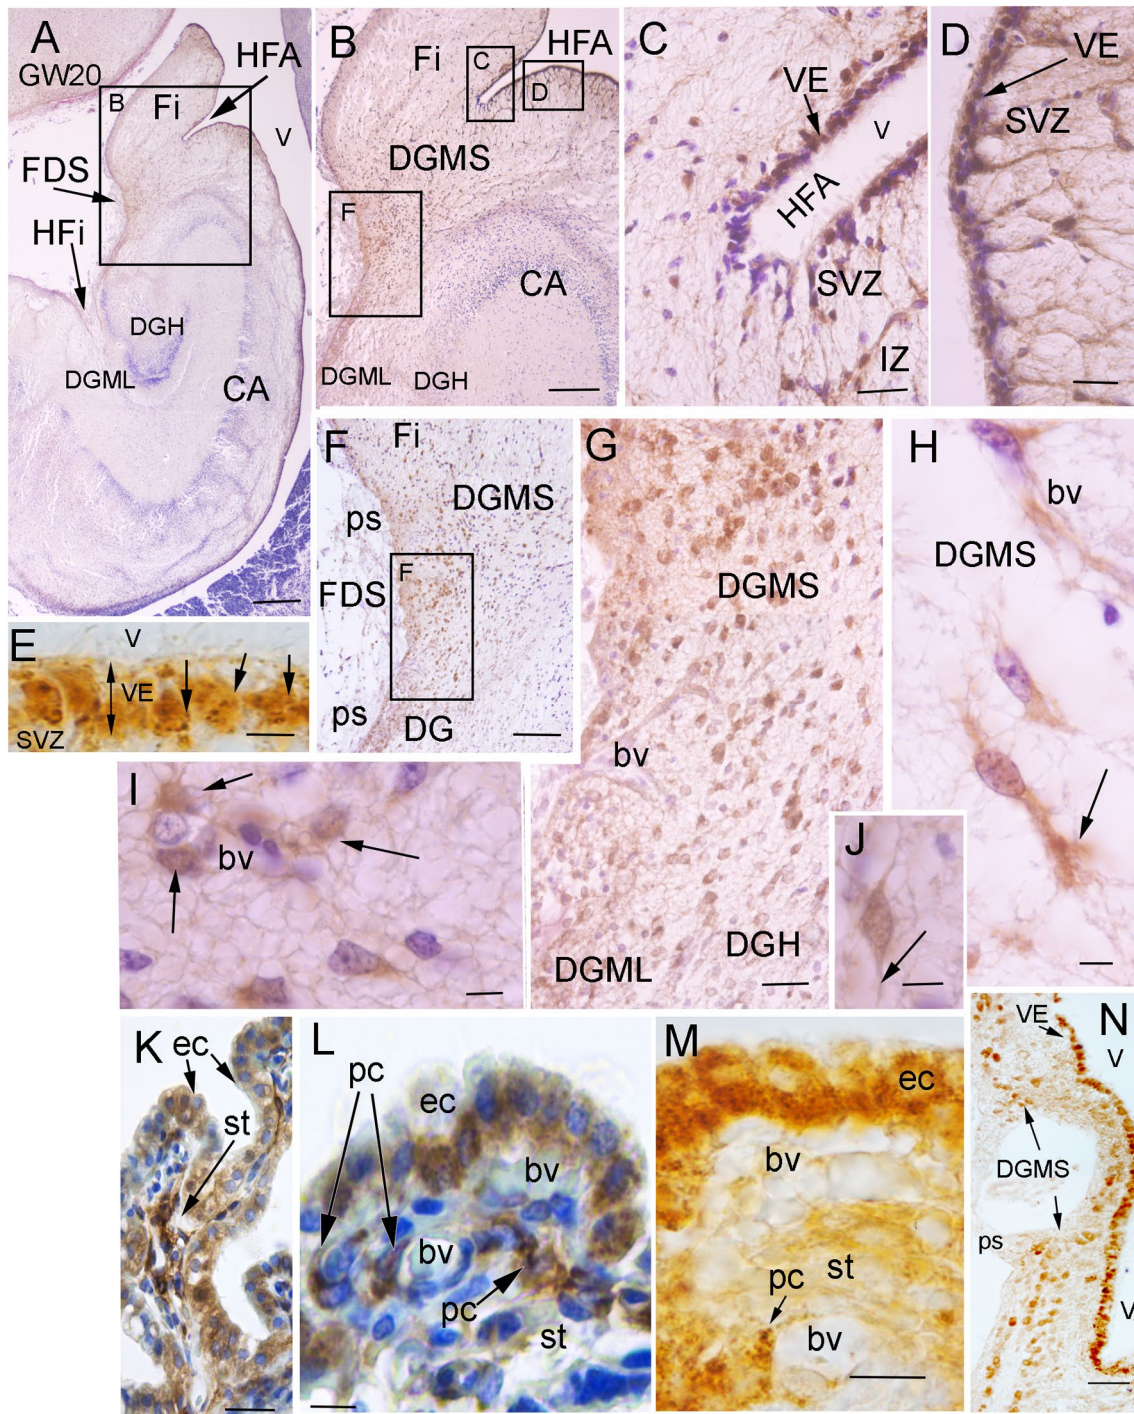 A
GW20
B
Fi
HFA
V
FDS
HFi
DGH
DGML
CA
B
Fi
HFA
C
D
DGMS
F
CA
DGML
DGH
C
VE
V
HFA
SVZ
IZ
D
VE
SVZ
E
V
VE
SVZ
F
Fi
DGMS
ps
F
FDS
ps
DG
G
DGMS
bv
DGML
DGH
H
bv
DGMS
I
bv
J
K
ec
st
L
pc
ec
bv
bv
pc
st
M
ec
bv
st
pc
bv
N
VE
V
DGMS
ps
V